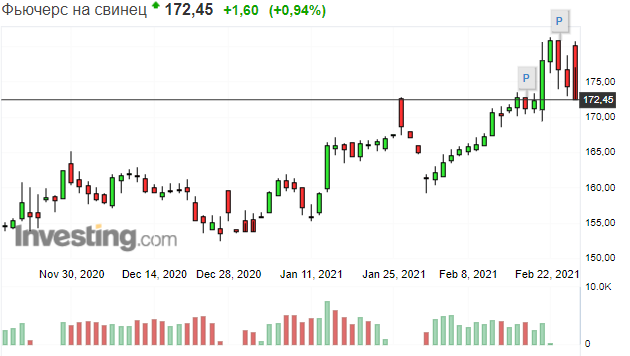 Фьючерс на свинец 172,45 +1,60 (+0,94%)
P
P
175,00
172,45
170,00
165,00
160,00
155,00
150,00
Investing.com
Nov 30, 2020 Dec 14, 2020 Dec 28, 2020 Jan 11, 2021 Jan 25, 2021 Feb 8, 2021 Feb 22, 2021
10.0K
0